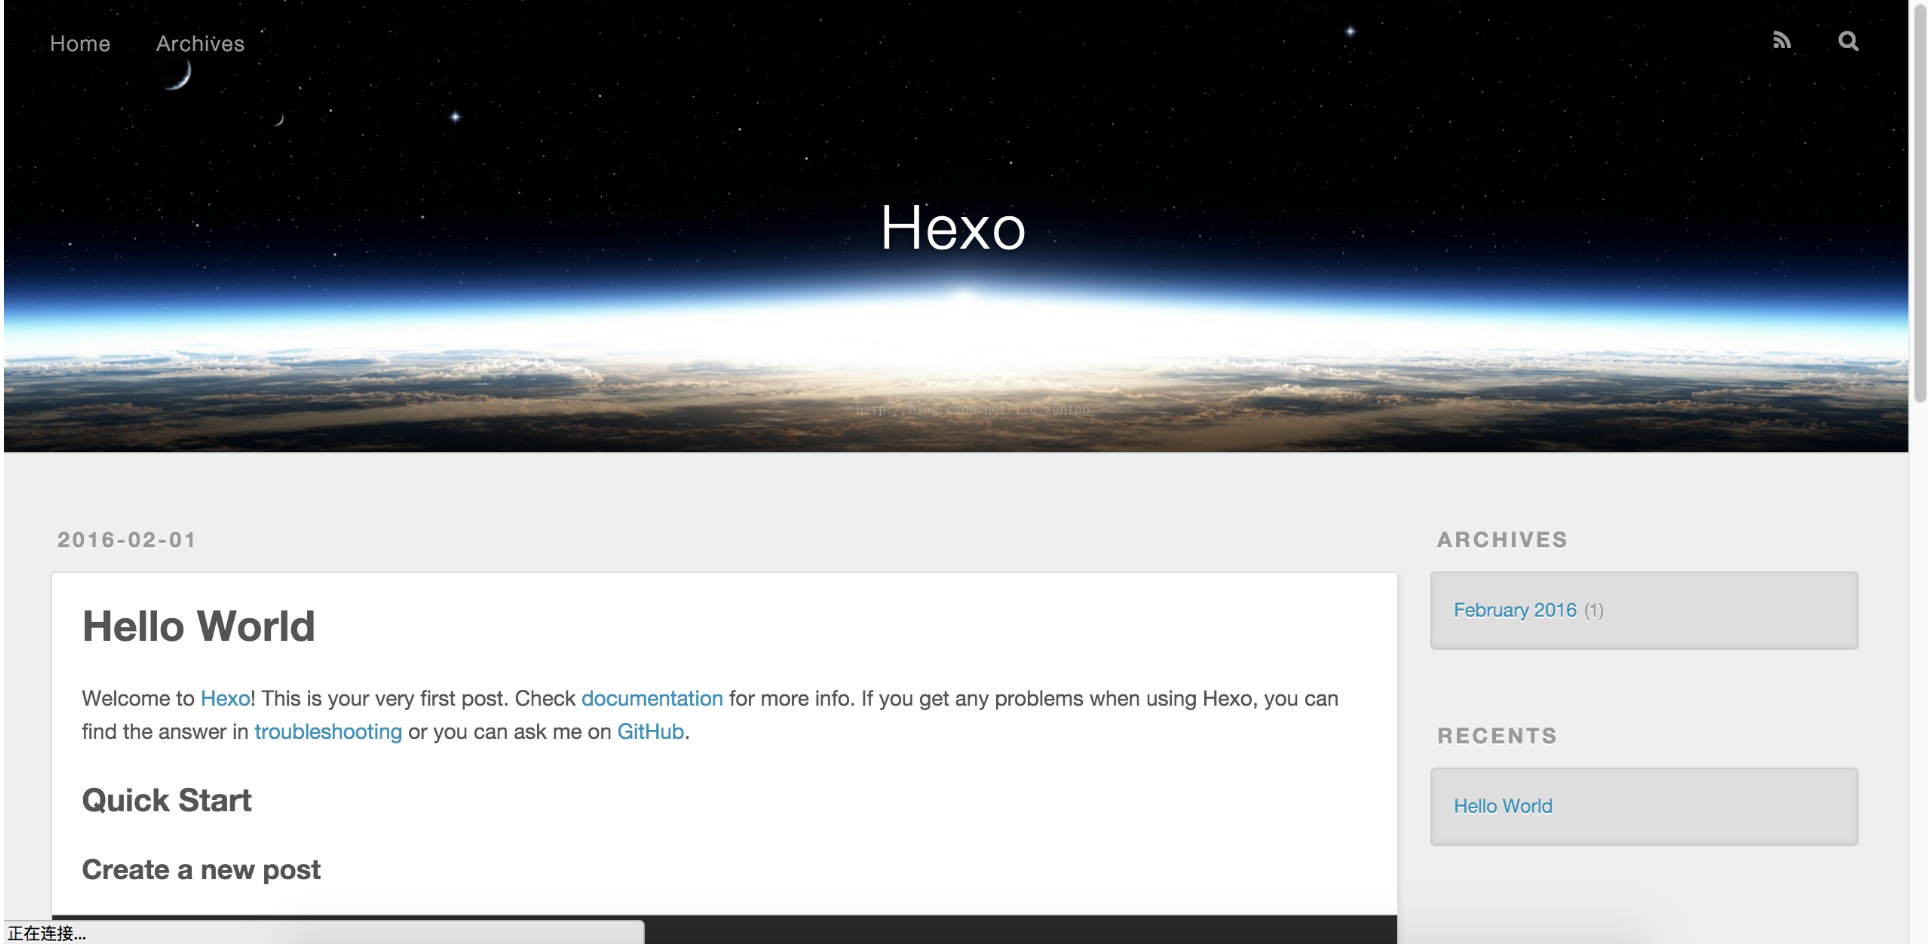 Home Archives
Hexo
http://blog.csdn.net/
2016-02-01
Hello World
Welcome to Hexo! This is your very first post. Check documentation for more info. If you get any problems when using Hexo, you can
find the answer in troubleshooting or you can ask me on GitHub.
Quick Start
Create a new post
ARCHIVES
February 2016 (1)
RECENTS
Hello World
正在连接...